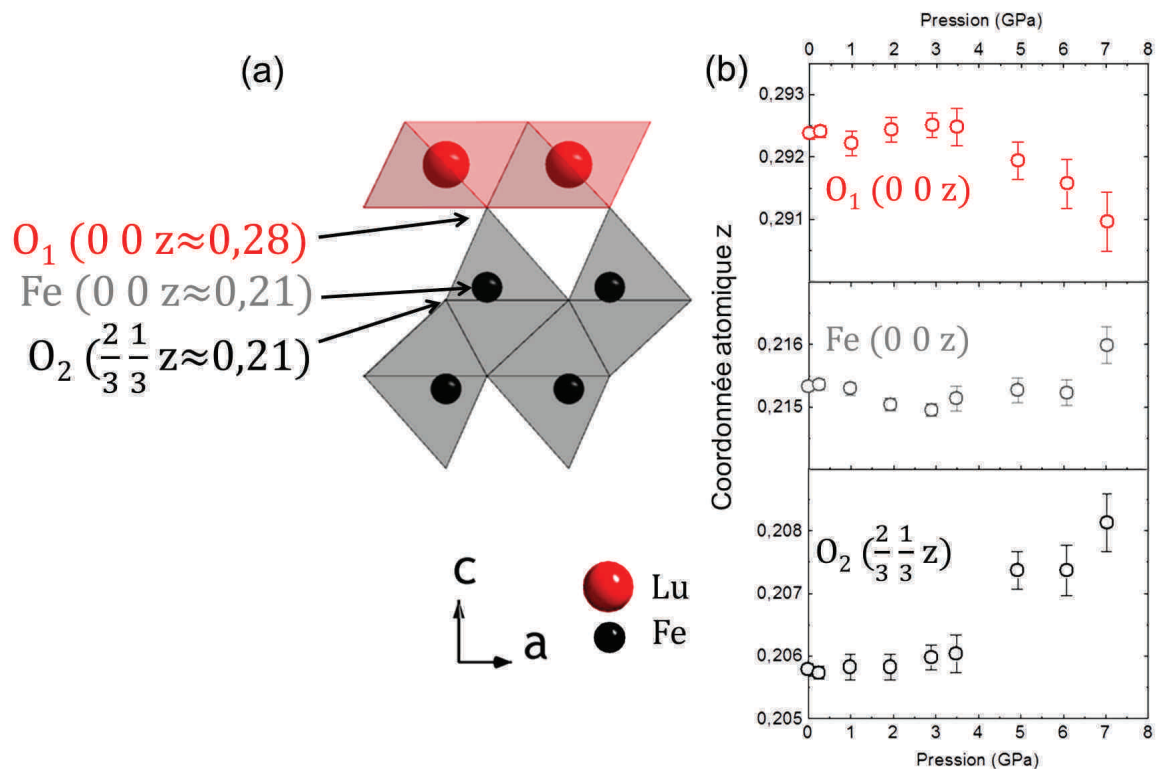 (a)
O₁ (0 0 z≈0,28)
Fe (0 0 z≈0,21)
O₂ (2/3 1/3 z≈0,21)
c
a
Lu
Fe
(b)
Pression (GPa)
0 1 2 3 4 5 6 7 8
Coordonnée atomique z
0,293
0,292
0,291
O₁ (0 0 z)
0,216
0,215
Fe (0 0 z)
0,208
0,207
0,206
0,205
O₂ (2/3 1/3 z)
0 1 2 3 4 5 6 7 8
Pression (GPa)